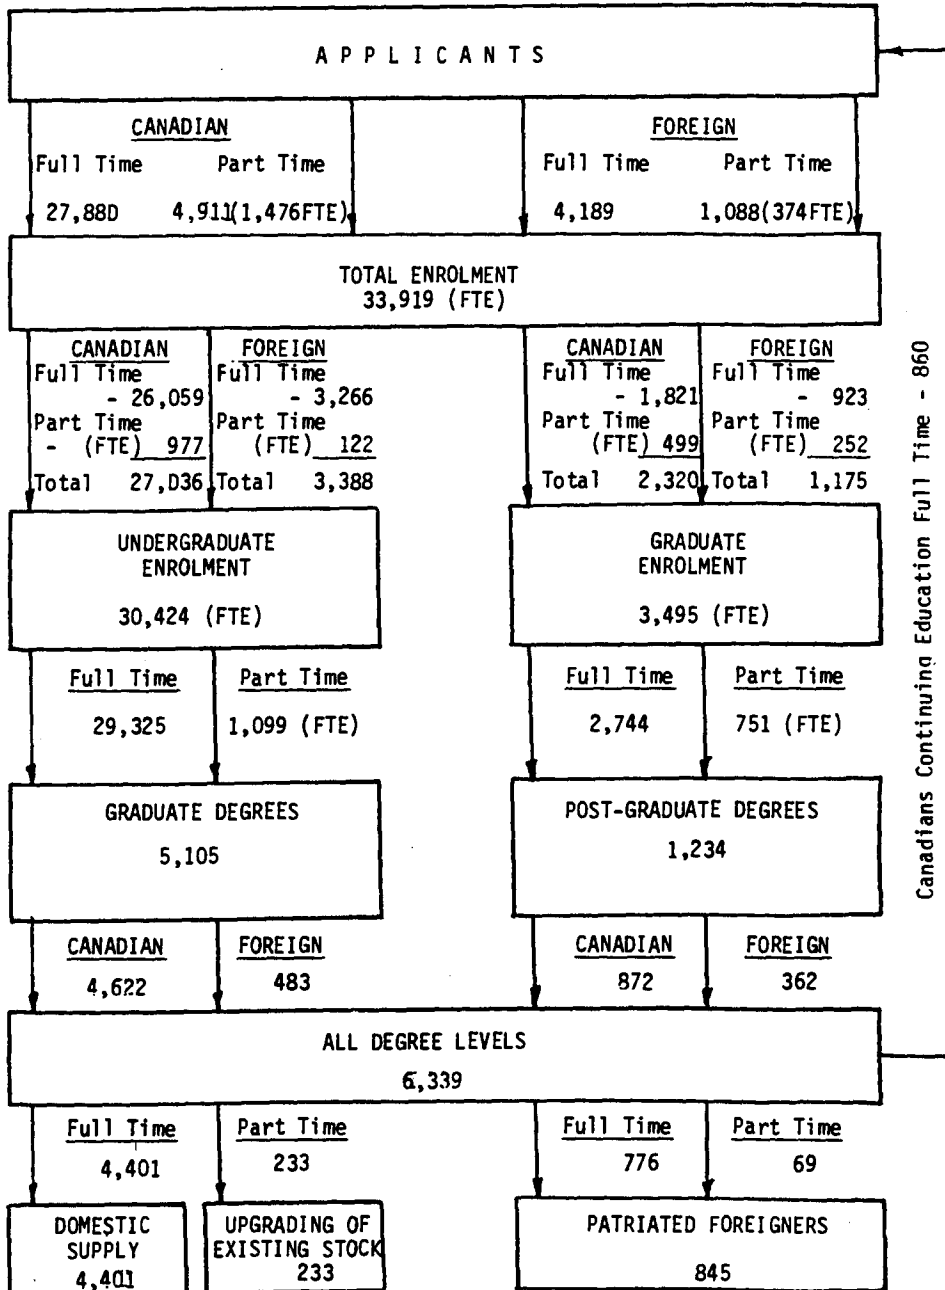 APPLICANTS
CANADIAN FOREIGN
Full Time Part Time Full Time Part Time
27,88D 4,911(1,476FTE) 4,189 1,088(374FTE)
TOTAL ENROLMENT
33,919 (FTE)
CANADIAN FOREIGN CANADIAN FOREIGN
Full Time Full Time Full Time Full Time
- 26,059 - 3,266 - 1,821 - 923
Part Time Part Time Part Time Part Time
- (FTE) 977 (FTE) 122 (FTE) 499 (FTE) 252
Total 27,D36 Total 3,388 Total 2,320 Total 1,175
UNDERGRADUATE GRADUATE
ENROLMENT ENROLMENT
30,424 (FTE) 3,495 (FTE)
Full Time Part Time Full Time Part Time
29,325 1,099 (FTE) 2,744 751 (FTE)
GRADUATE DEGREES POST-GRADUATE DEGREES
5,105 1,234
CANADIAN FOREIGN CANADIAN FOREIGN
4,622 483 872 362
ALL DEGREE LEVELS
6,339
Full Time Part Time Full Time Part Time
4,401 233 776 69
DOMESTIC UPGRADING OF PATRIATED FOREIGNERS
SUPPLY EXISTING STOCK
4,401 233 845
Canadians Continuing Education Full Time - 860